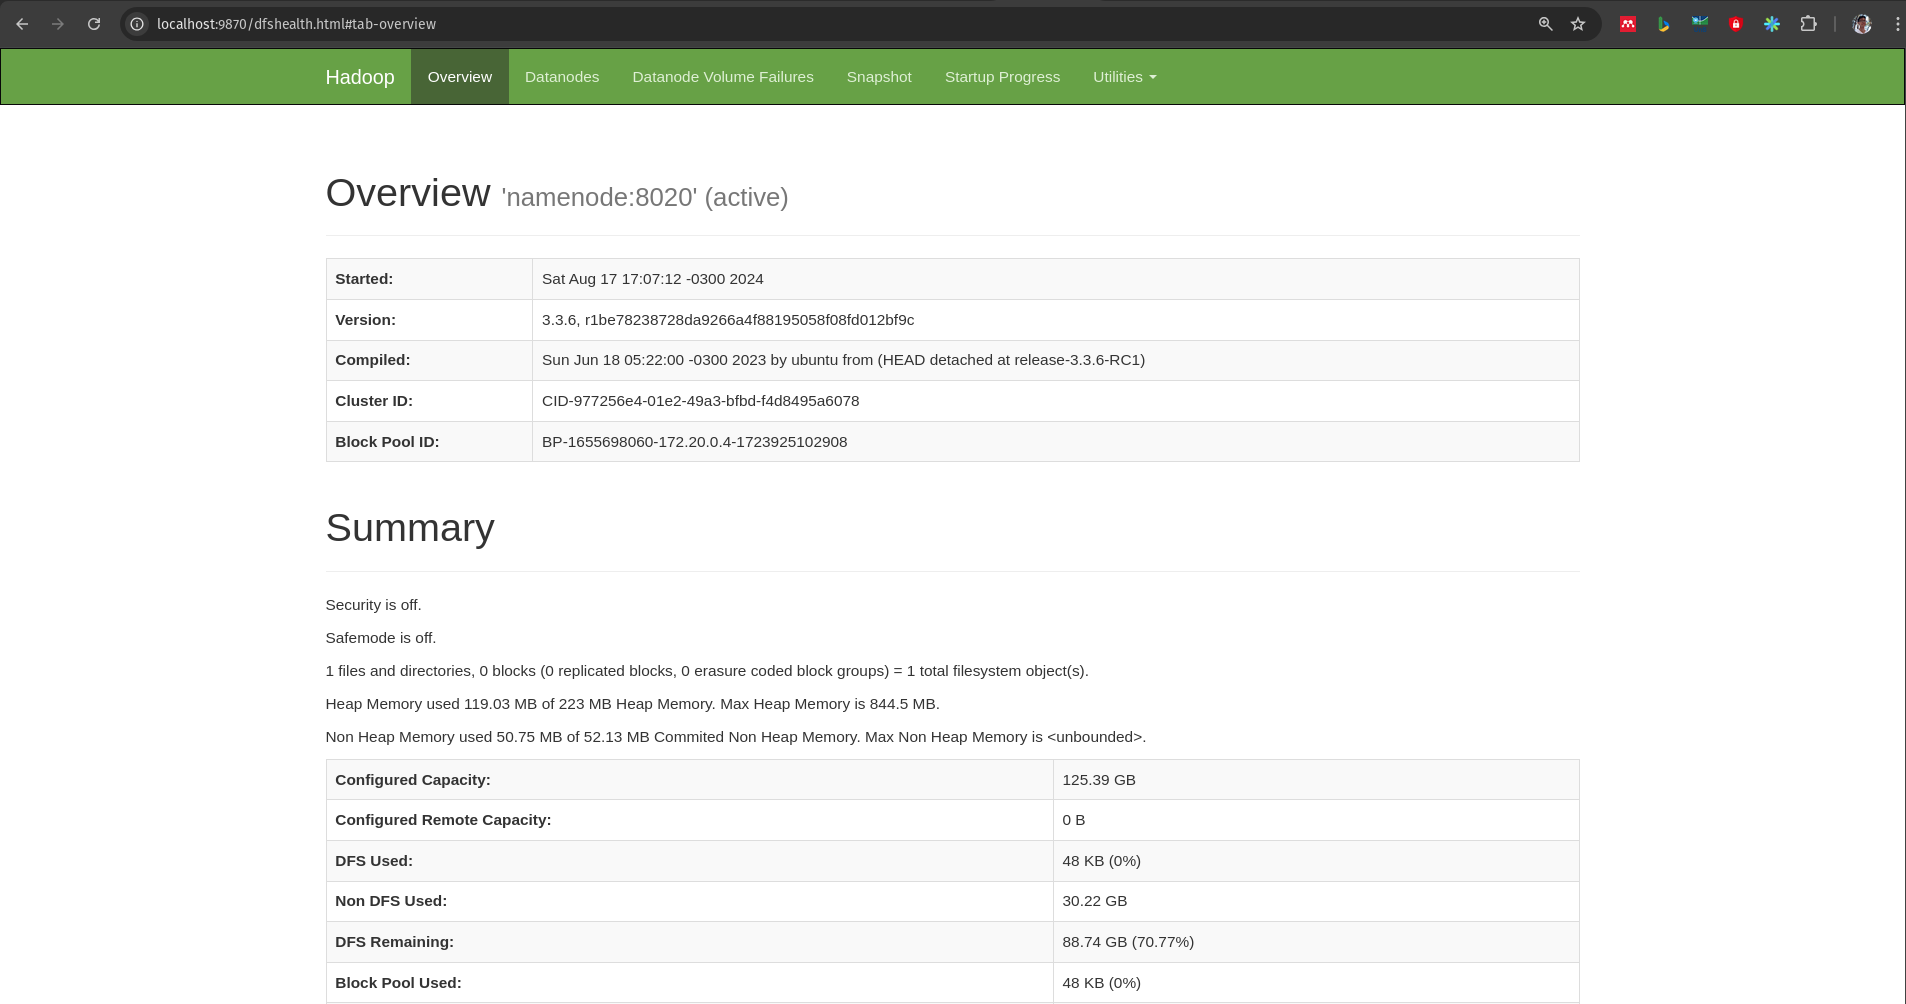 localhost:9870/dfshealth.html#tab-overview
Hadoop Overview Datanodes Datanode Volume Failures Snapshot Startup Progress Utilities
Overview 'namenode:8020' (active)
Started: Sat Aug 17 17:07:12 -0300 2024
Version: 3.3.6, r1be78238728da9266a4f88195058f08fd012bf9c
Compiled: Sun Jun 18 05:22:00 -0300 2023 by ubuntu from (HEAD detached at release-3.3.6-RC1)
Cluster ID: CID-977256e4-01e2-49a3-bfbd-f4d8495a6078
Block Pool ID: BP-1655698060-172.20.0.4-1723925102908
Summary
Security is off.
Safemode is off.
1 files and directories, 0 blocks (0 replicated blocks, 0 erasure coded block groups) = 1 total filesystem object(s).
Heap Memory used 119.03 MB of 223 MB Heap Memory. Max Heap Memory is 844.5 MB.
Non Heap Memory used 50.75 MB of 52.13 MB Commited Non Heap Memory. Max Non Heap Memory is <unbounded>.
Configured Capacity: 125.39 GB
Configured Remote Capacity: 0 B
DFS Used: 48 KB (0%)
Non DFS Used: 30.22 GB
DFS Remaining: 88.74 GB (70.77%)
Block Pool Used: 48 KB (0%)